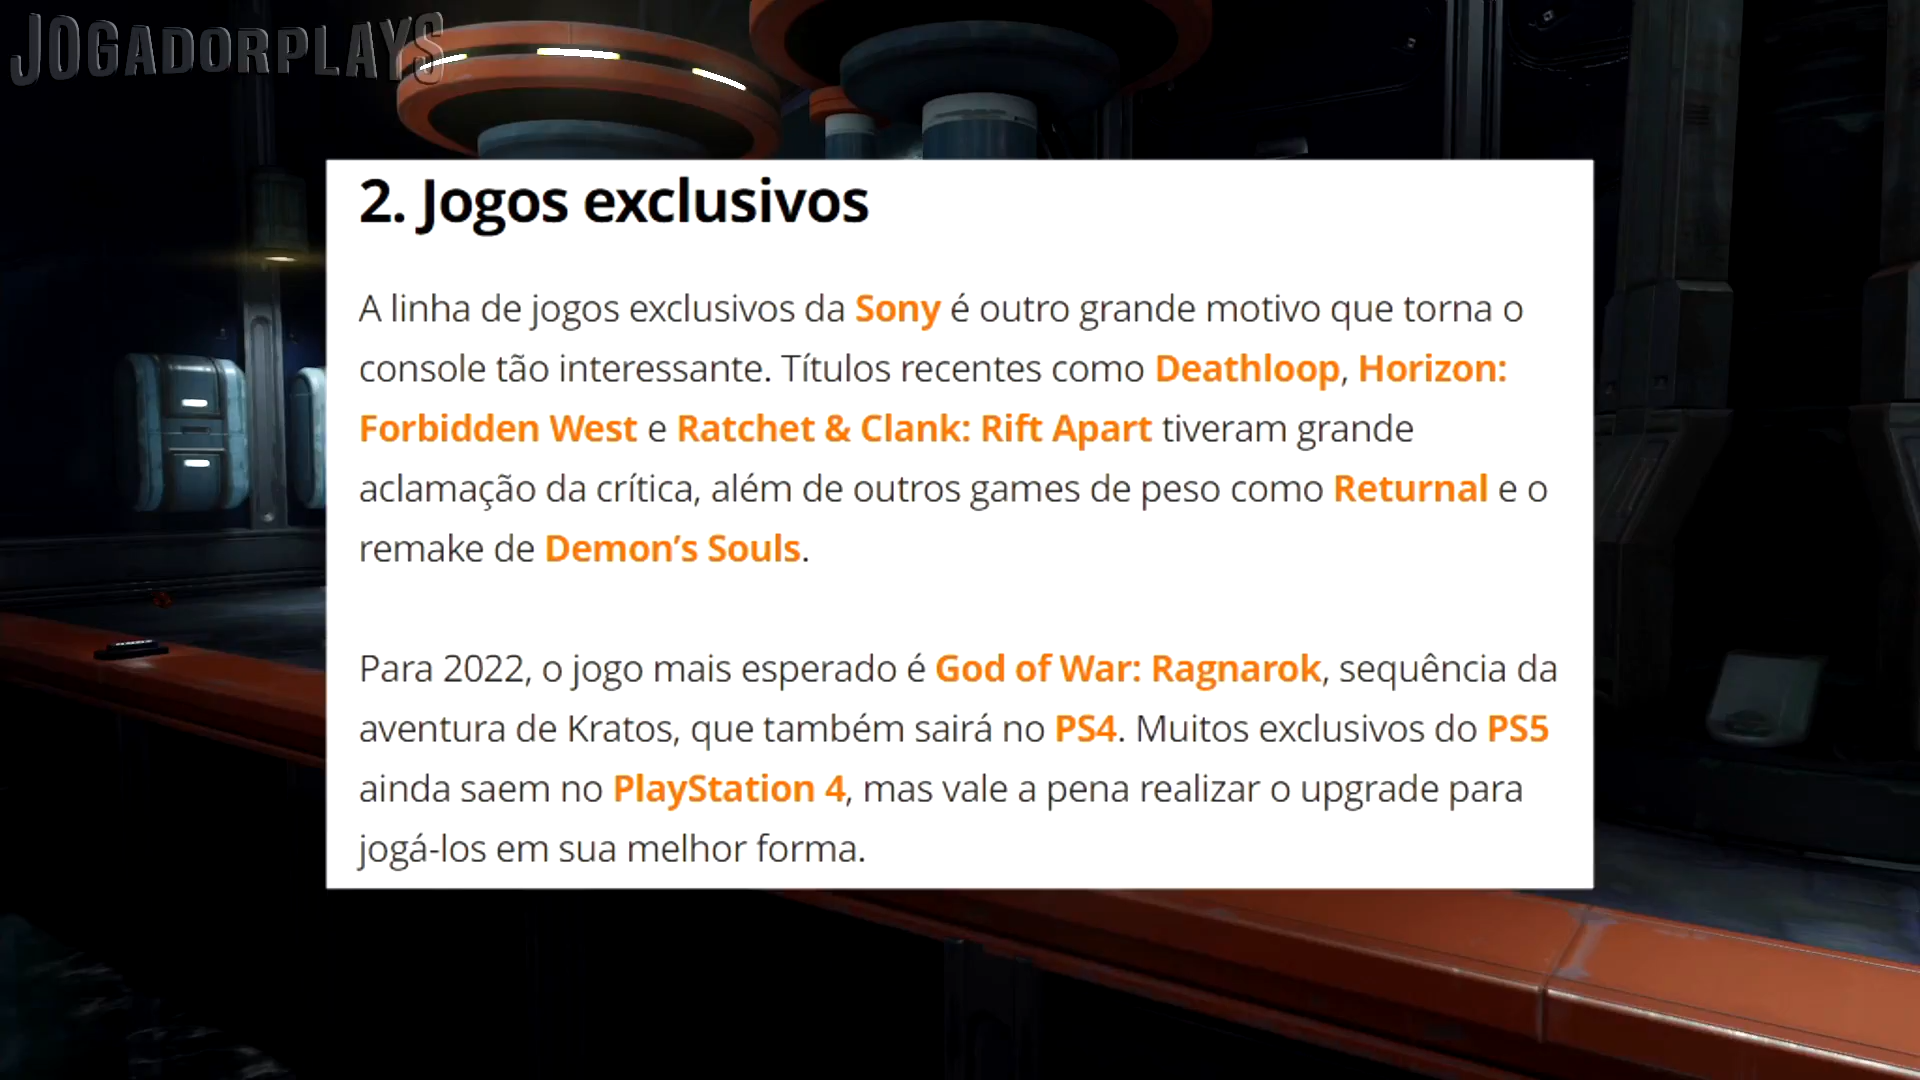 JOGADORPLAYS
2. Jogos exclusivos
A linha de jogos exclusivos da Sony é outro grande motivo que torna o
console tão interessante. Títulos recentes como Deathloop, Horizon:
Forbidden West e Ratchet & Clank: Rift Apart tiveram grande
aclamação da crítica, além de outros games de peso como Returnal e o
remake de Demon’s Souls.
Para 2022, o jogo mais esperado é God of War: Ragnarok, sequência da
aventura de Kratos, que também sairá no PS4. Muitos exclusivos do PS5
ainda saem no PlayStation 4, mas vale a pena realizar o upgrade para
jogá-los em sua melhor forma.